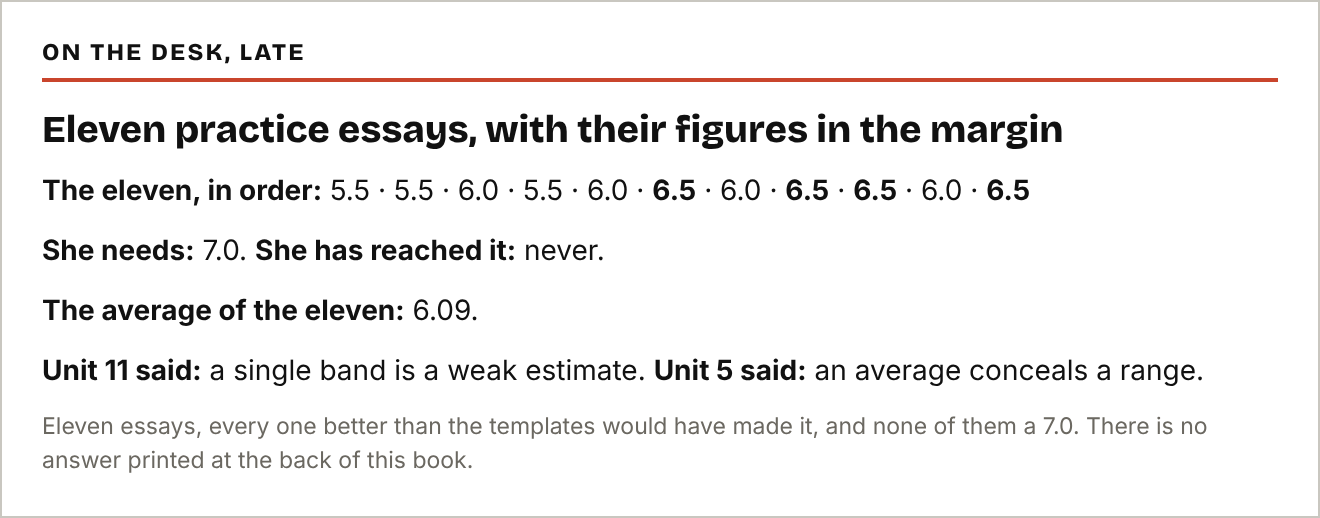 ON THE DESK, LATE
Eleven practice essays, with their figures in the margin
The eleven, in order: 5.5 · 5.5 · 6.0 · 5.5 · 6.0 · 6.5 · 6.0 · 6.5 · 6.5 · 6.0 · 6.5
She needs: 7.0. She has reached it: never.
The average of the eleven: 6.09.
Unit 11 said: a single band is a weak estimate. Unit 5 said: an average conceals a range.
Eleven essays, every one better than the templates would have made it, and none of them a 7.0. There is no
answer printed at the back of this book.